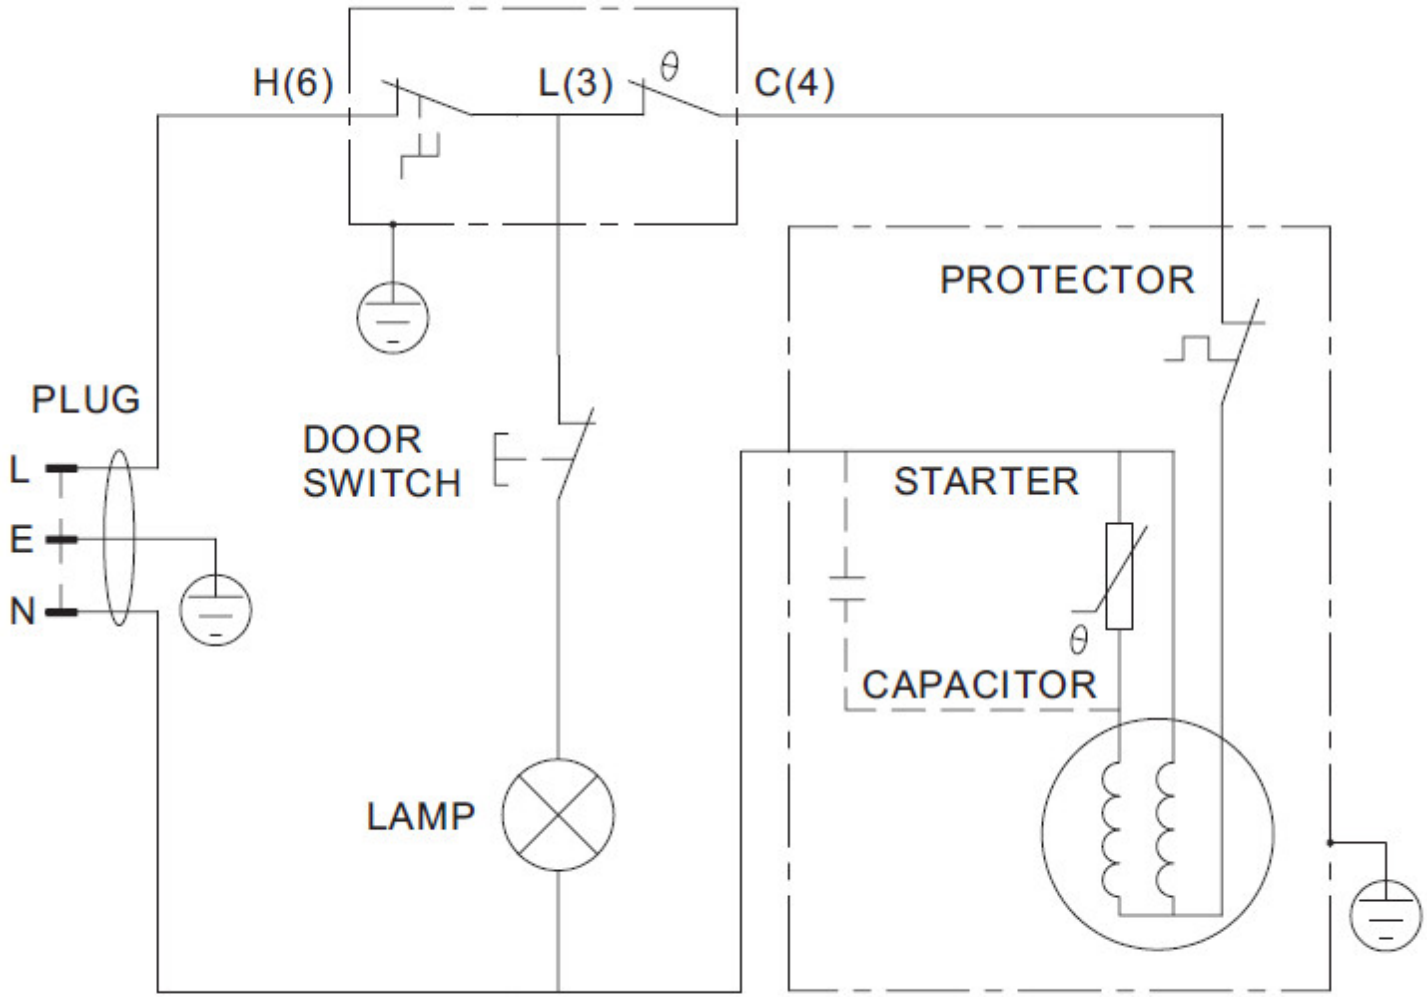 H(6)
L(3)
θ
C(4)
PROTECTOR
PLUG
DOOR
SWITCH
L
STARTER
E
N
θ
CAPACITOR
LAMP